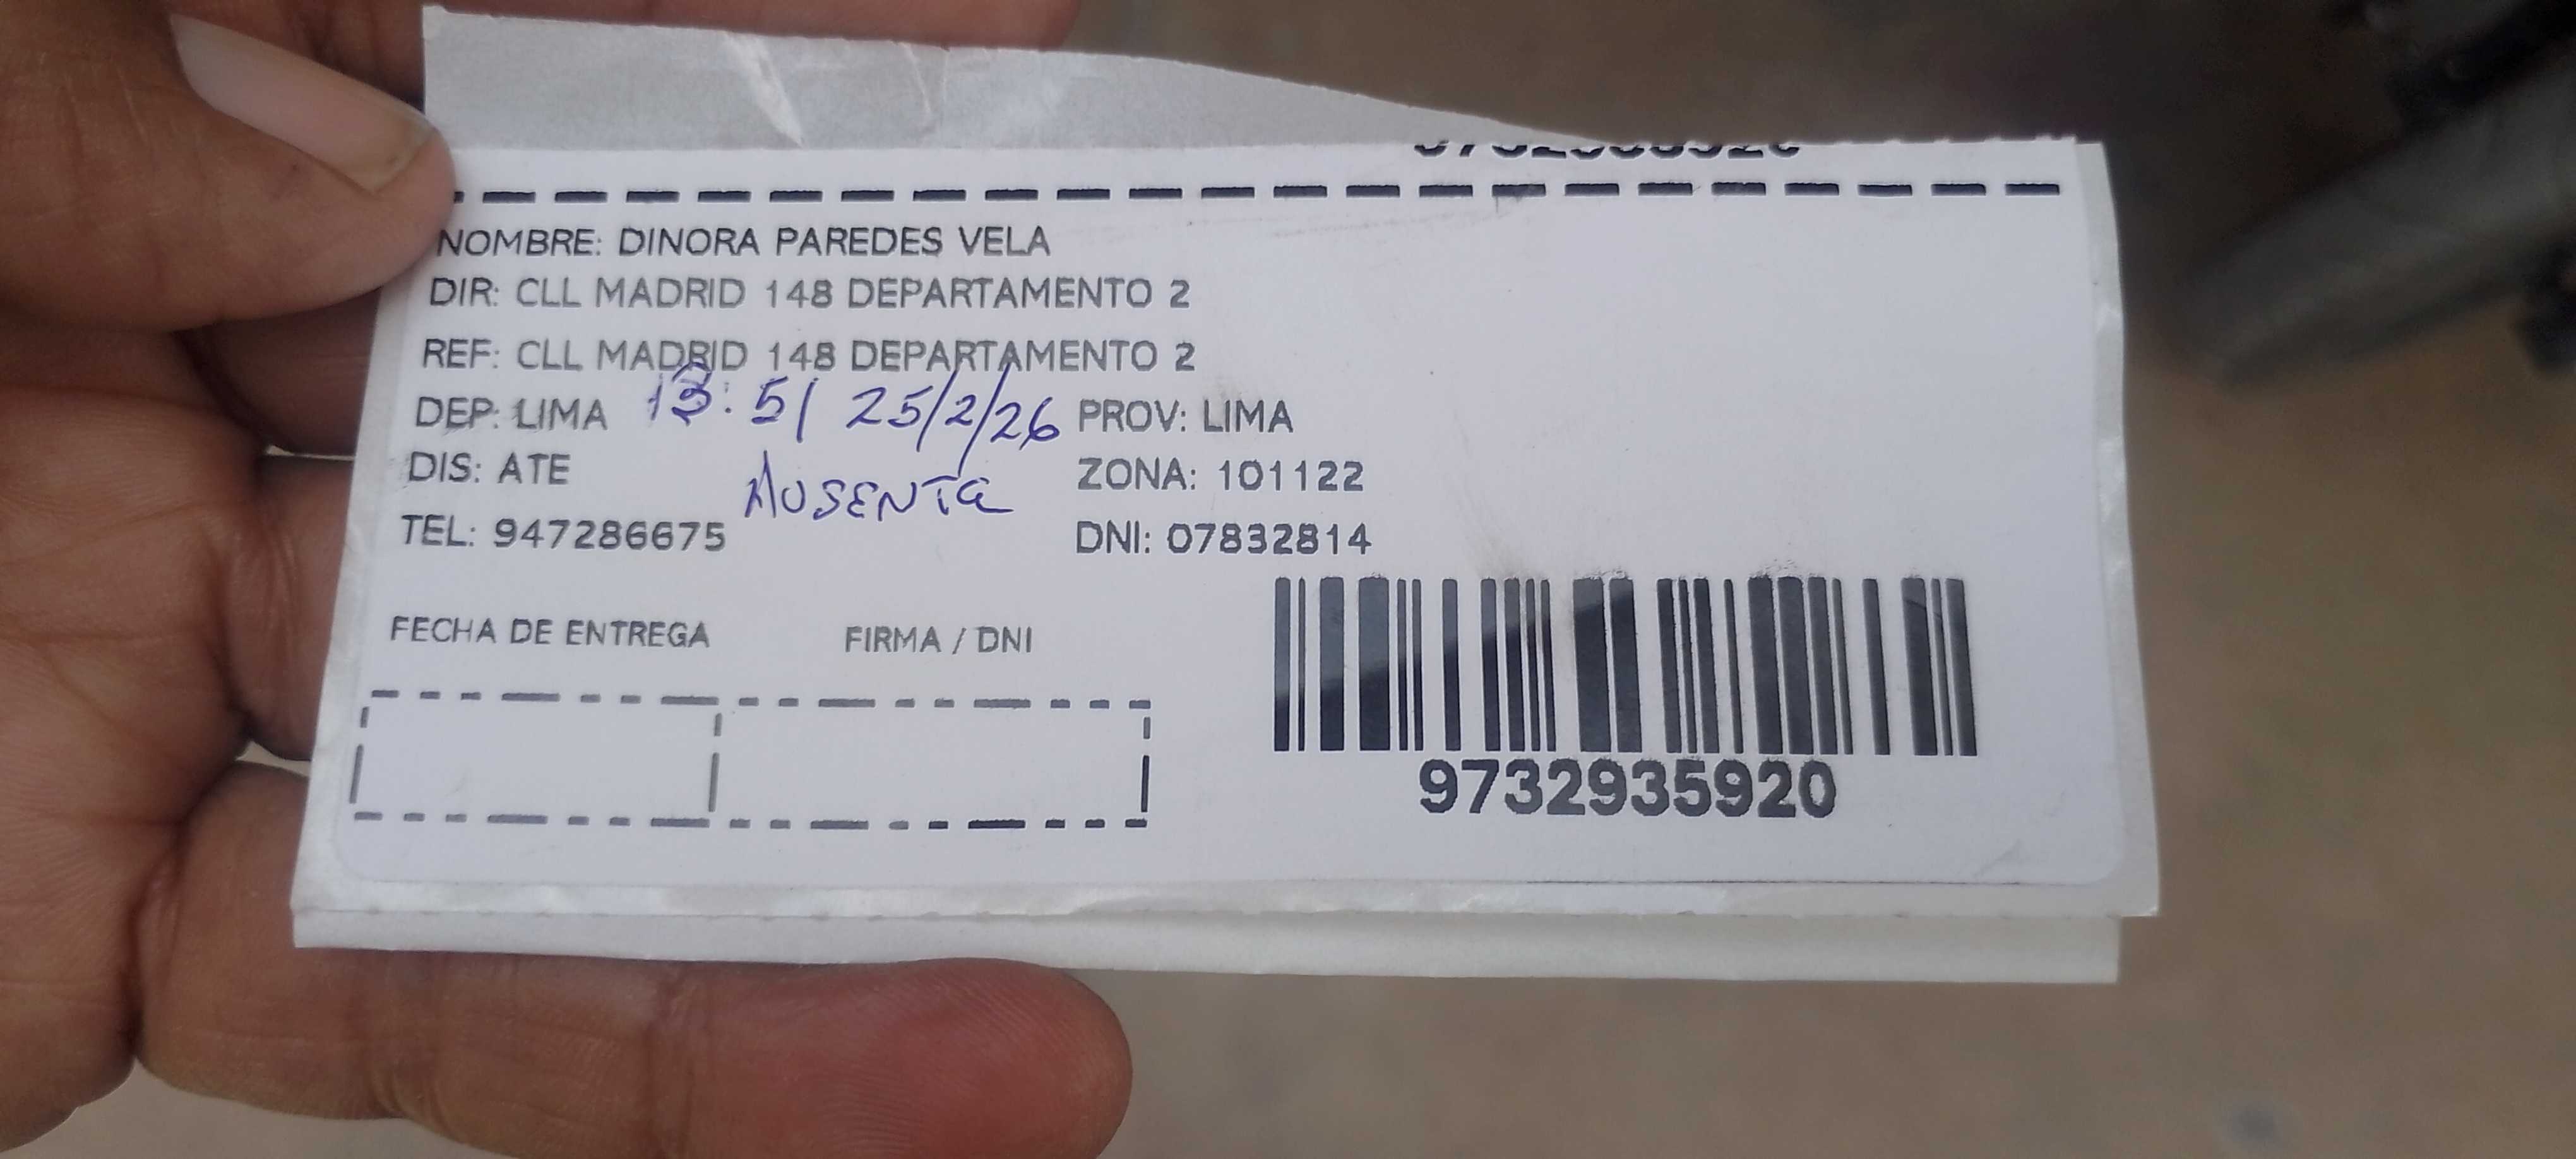 NOMBRE: DINORA PAREDES VELA
DIR: CLL MADRID 148 DEPARTAMENTO 2
REF: CLL MADRID 148 DEPARTAMENTO 2
DEP: LIMA 13:51 25/2/26 PROV: LIMA
DIS: ATE AUSENTE ZONA: 101122
TEL: 947286675 DNI: 07832814
FECHA DE ENTREGA FIRMA / DNI
9732935920